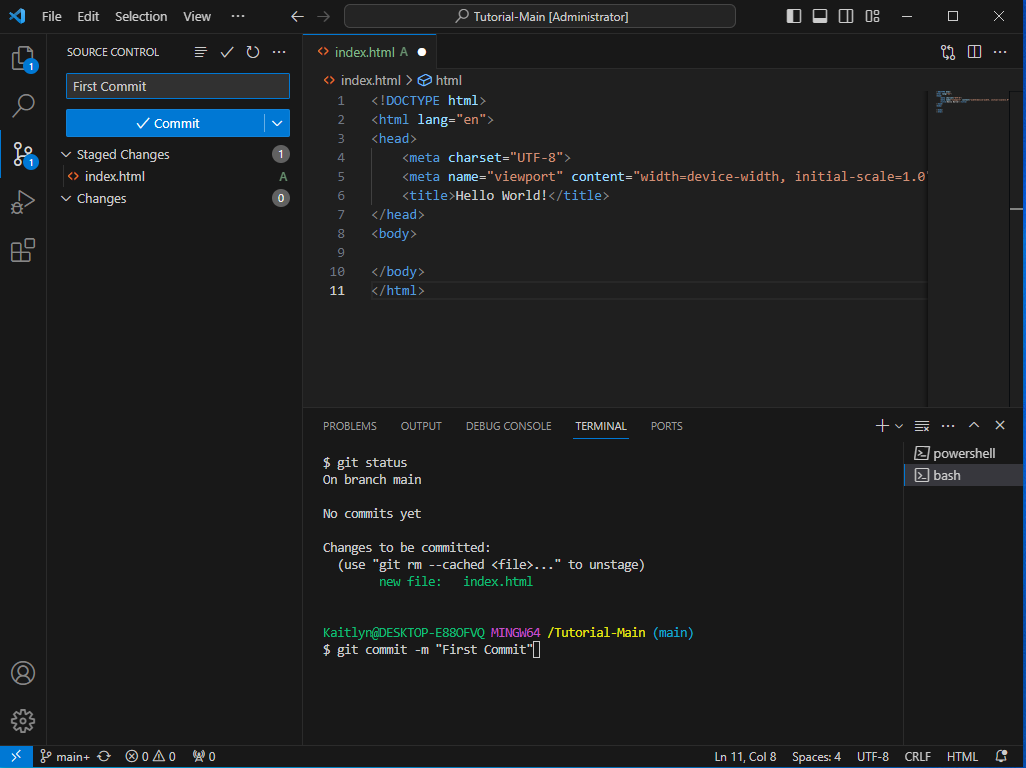 File Edit Selection View ··· Tutorial-Main [Administrator]
SOURCE CONTROL
First Commit
Commit
Staged Changes 1
index.html A
Changes 0
1
1
index.html A
index.html > html
1 <!DOCTYPE html>
2 <html lang="en">
3 <head>
4 <meta charset="UTF-8">
5 <meta name="viewport" content="width=device-width, initial-scale=1.0"
6 <title>Hello World!</title>
7 </head>
8 <body>
9
10 </body>
11 </html>
PROBLEMS OUTPUT DEBUG CONSOLE TERMINAL PORTS
$ git status
On branch main
No commits yet
Changes to be committed:
(use "git rm --cached <file>..." to unstage)
new file: index.html
Kaitlyn@DESKTOP-E88OFVQ MINGW64 /Tutorial-Main (main)
$ git commit -m "First Commit"
powershell
bash
main+ 0 0 0 Ln 11, Col 8 Spaces: 4 UTF-8 CRLF HTML